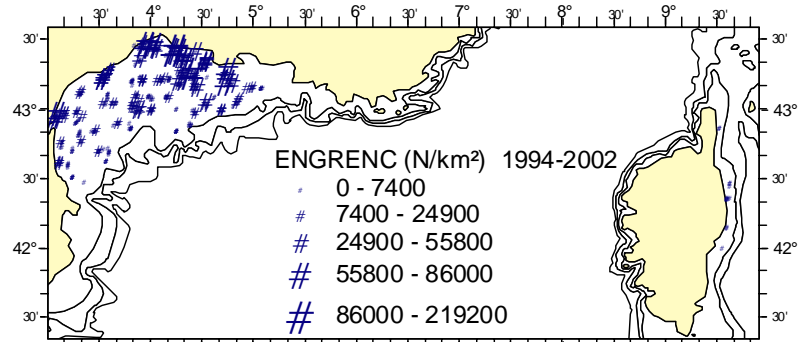 30' 4° 30' 5° 30' 6° 30' 7° 30' 8° 30' 9° 30'
30' 30'
43° 43°
ENGRENC (N/km²) 1994-2002
30' 30'
# 0 - 7400
# 7400 - 24900
42° # 24900 - 55800 42°
# 55800 - 86000
30' # 86000 - 219200 30'